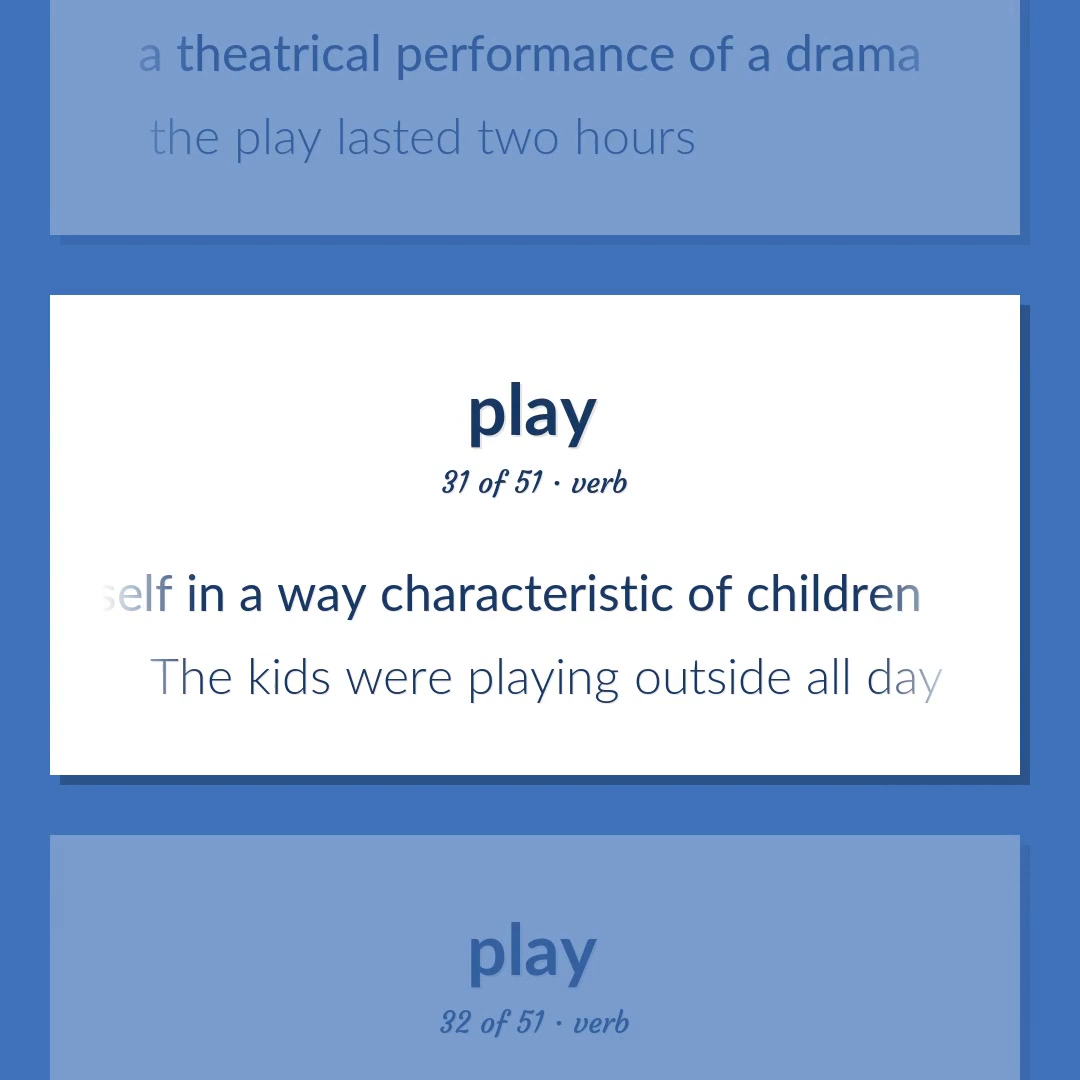 a theatrical performance of a drama
the play lasted two hours
play
31 of 51 · verb
self in a way characteristic of children
The kids were playing outside all day
play
32 of 51 · verb